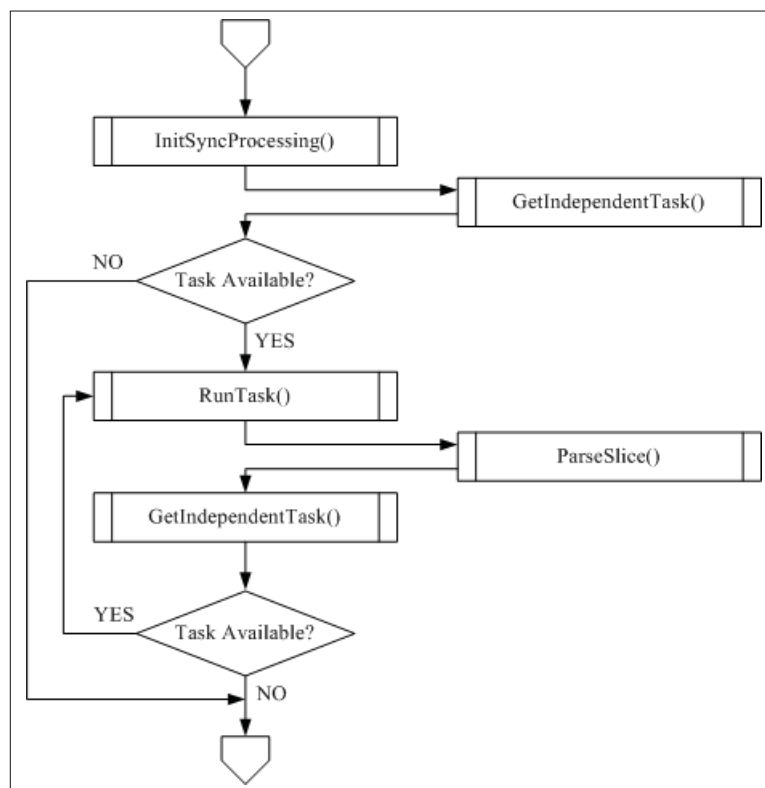 InitSyncProcessing()
GetIndependentTask()
NO
Task Available?
YES
RunTask()
ParseSlice()
GetIndependentTask()
YES
Task Available?
NO